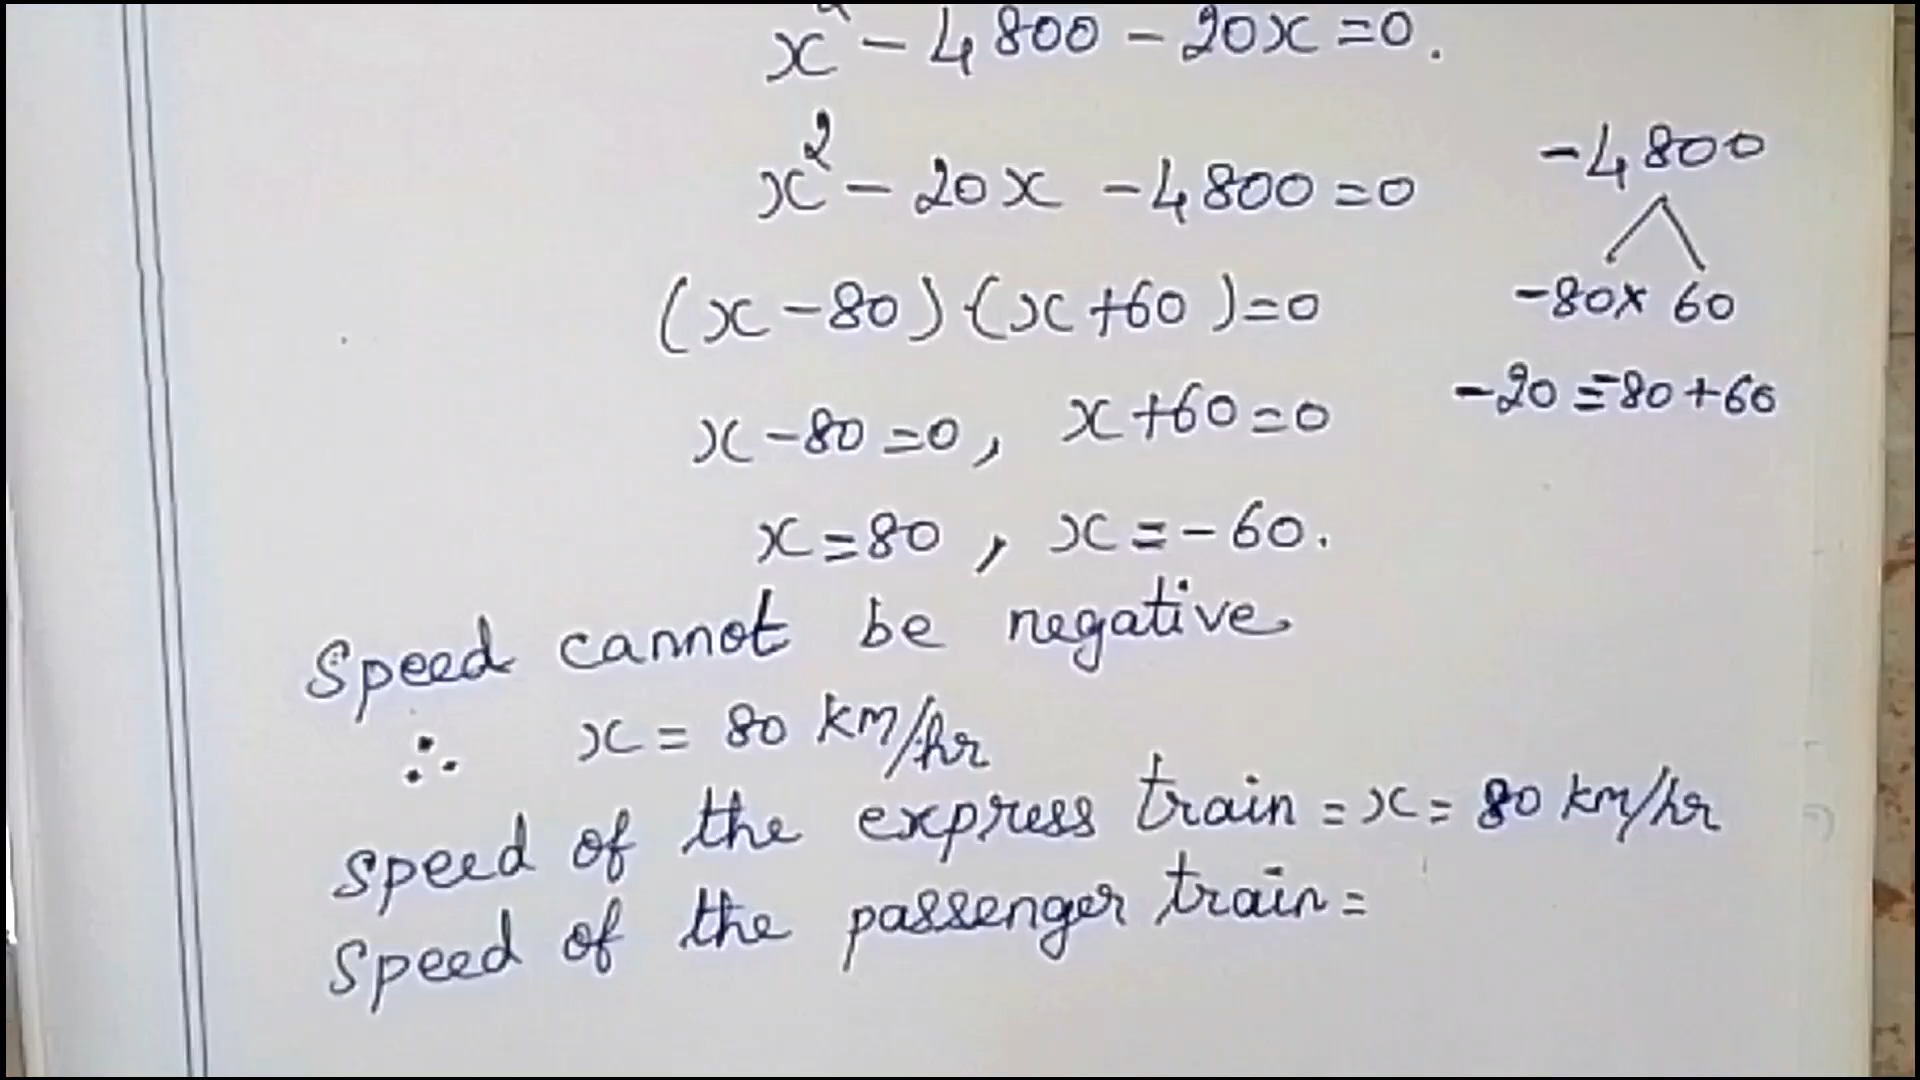 x² - 4800 - 20x = 0.
x² - 20x - 4800 = 0
-4800
(x - 80) (x + 60) = 0
-80 x 60
x - 80 = 0, x + 60 = 0
-20 = -80 + 60
x = 80, x = -60.
Speed cannot be negative
∴ x = 80 km/hr
Speed of the express train = x = 80 km/hr
Speed of the passenger train =